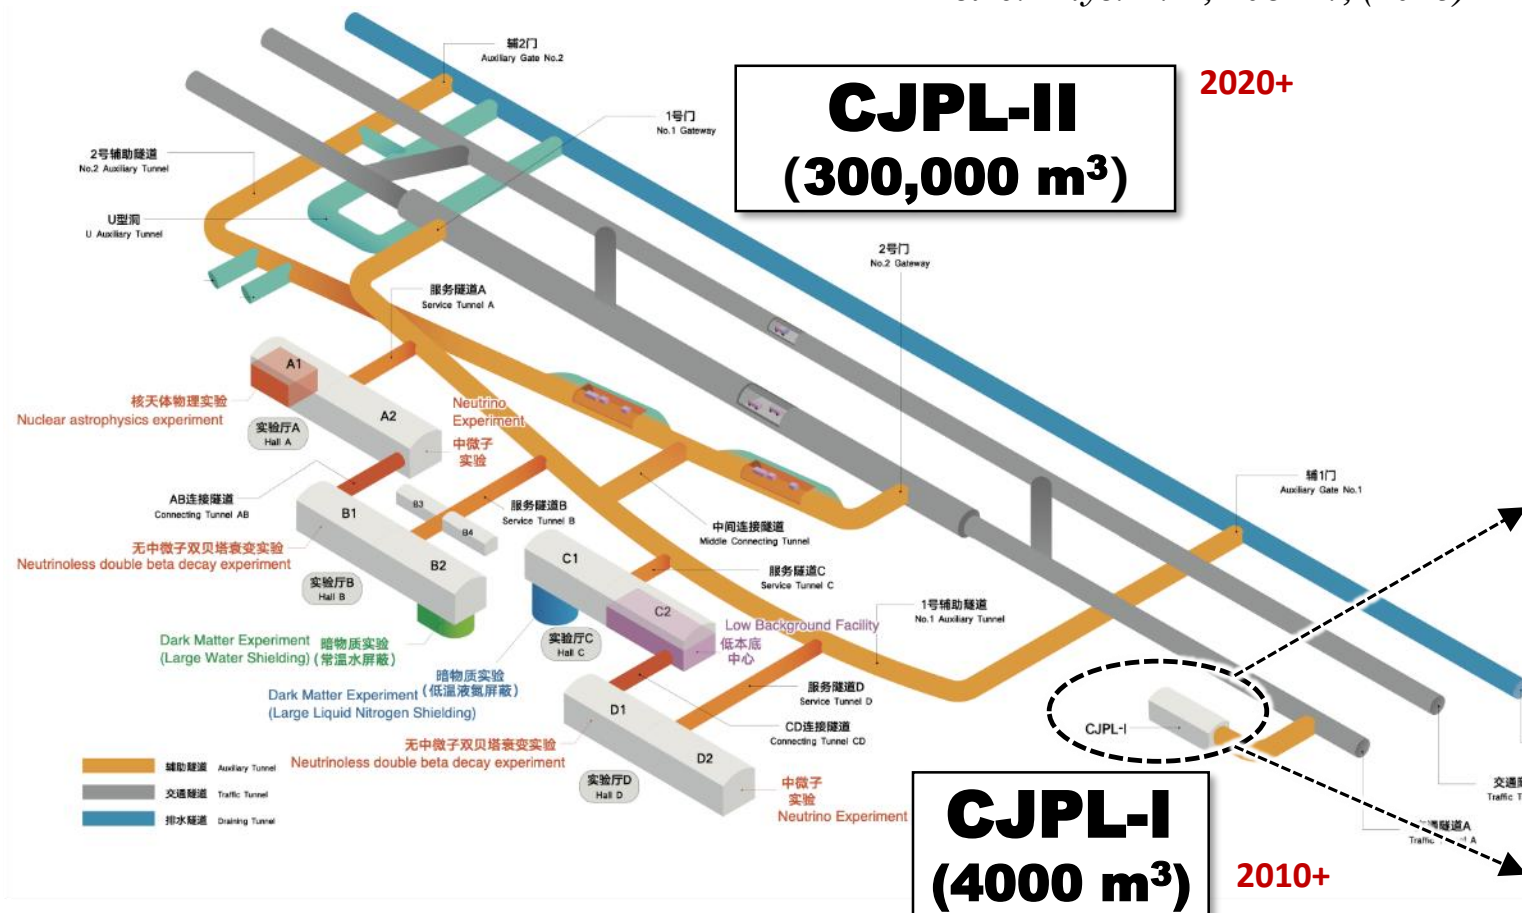 辅2门
Auxiliary Gate No.2
CJPL-II
(300,000 m³)
2020+
1号门
No.1 Gateway
2号辅助隧道
No.2 Auxiliary Tunnel
U型洞
U Auxiliary Tunnel
2号门
No.2 Gateway
服务隧道A
Service Tunnel A
A1
A2
核天体物理实验
Nuclear astrophysics experiment
实验厅A
Hall A
Neutrino
Experiment
中微子
实验
AB连接隧道
Connecting Tunnel AB
B1
B2
B3
B4
服务隧道B
Service Tunnel B
中间连接隧道
Middle Connecting Tunnel
辅1门
Auxiliary Gate No.1
无中微子双贝塔衰变实验
Neutrinoless double beta decay experiment
实验厅B
Hall B
C1
C2
服务隧道C
Service Tunnel C
1号辅助隧道
No.1 Auxiliary Tunnel
Dark Matter Experiment 暗物质实验
(Large Water Shielding) (常温水屏蔽)
实验厅C
Hall C
Low Background Facility
低本底
中心
暗物质实验
Dark Matter Experiment (低温液氮屏蔽)
(Large Liquid Nitrogen Shielding)
D1
D2
服务隧道D
Service Tunnel D
CD连接隧道
Connecting Tunnel CD
无中微子双贝塔衰变实验
Neutrinoless double beta decay experiment
实验厅D
Hall D
中微子
实验
Neutrino Experiment
CJPL-I
辅助隧道 Auxiliary Tunnel
交通隧道 Traffic Tunnel
排水隧道 Draining Tunnel
CJPL-I
(4000 m³)
2010+
交通
Traffic
隧道A
A